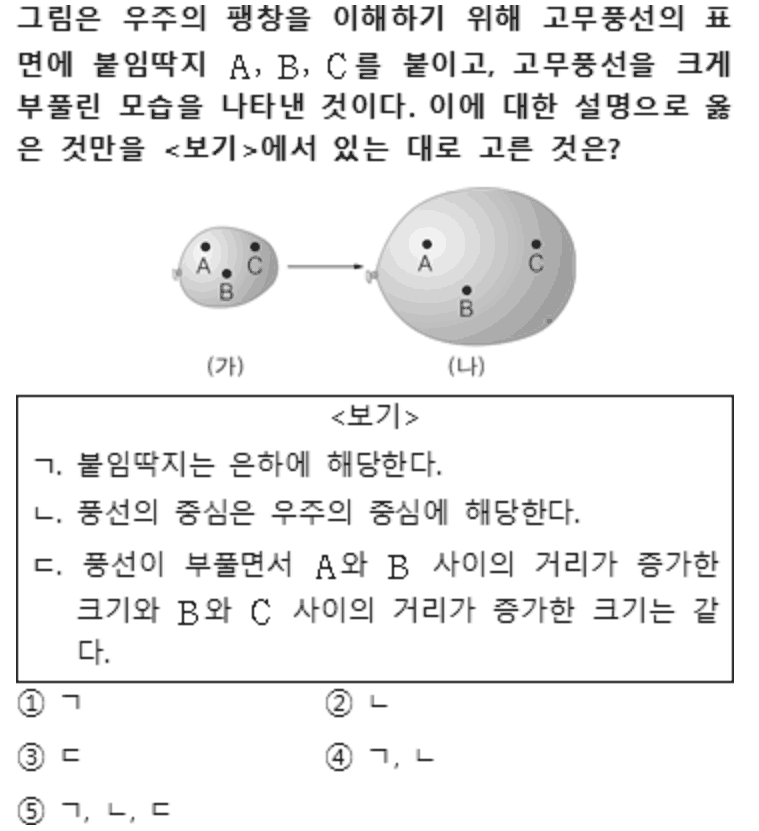 그림은 우주의 팽창을 이해하기 위해 고무풍선의 표
면에 붙임딱지 A, B, C를 붙이고, 고무풍선을 크게
부풀린 모습을 나타낸 것이다. 이에 대한 설명으로 옳
은 것만을 <보기>에서 있는 대로 고른 것은?
A
B
C
A
B
C
(가)
(나)
<보기>
ㄱ. 붙임딱지는 은하에 해당한다.
ㄴ. 풍선의 중심은 우주의 중심에 해당한다.
ㄷ. 풍선이 부풀면서 A와 B 사이의 거리가 증가한
크기와 B와 C 사이의 거리가 증가한 크기는 같
다.
① ㄱ ② ㄴ
③ ㄷ ④ ㄱ, ㄴ
⑤ ㄱ, ㄴ, ㄷ